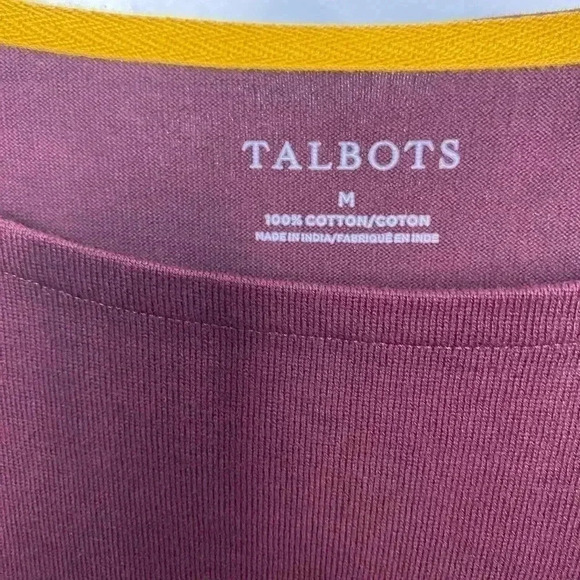 TALBOTS
M
100% COTTON/COTON
MADE IN INDIA/FABRIQUÉ EN INDE